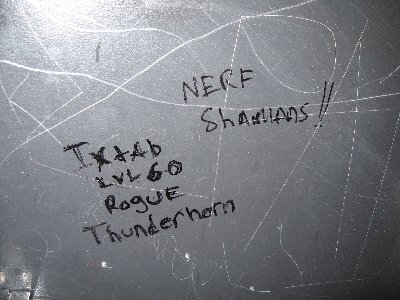 NERF
Shamans!!
Ixtab
LVL 60
Rogue
Thunderhorn